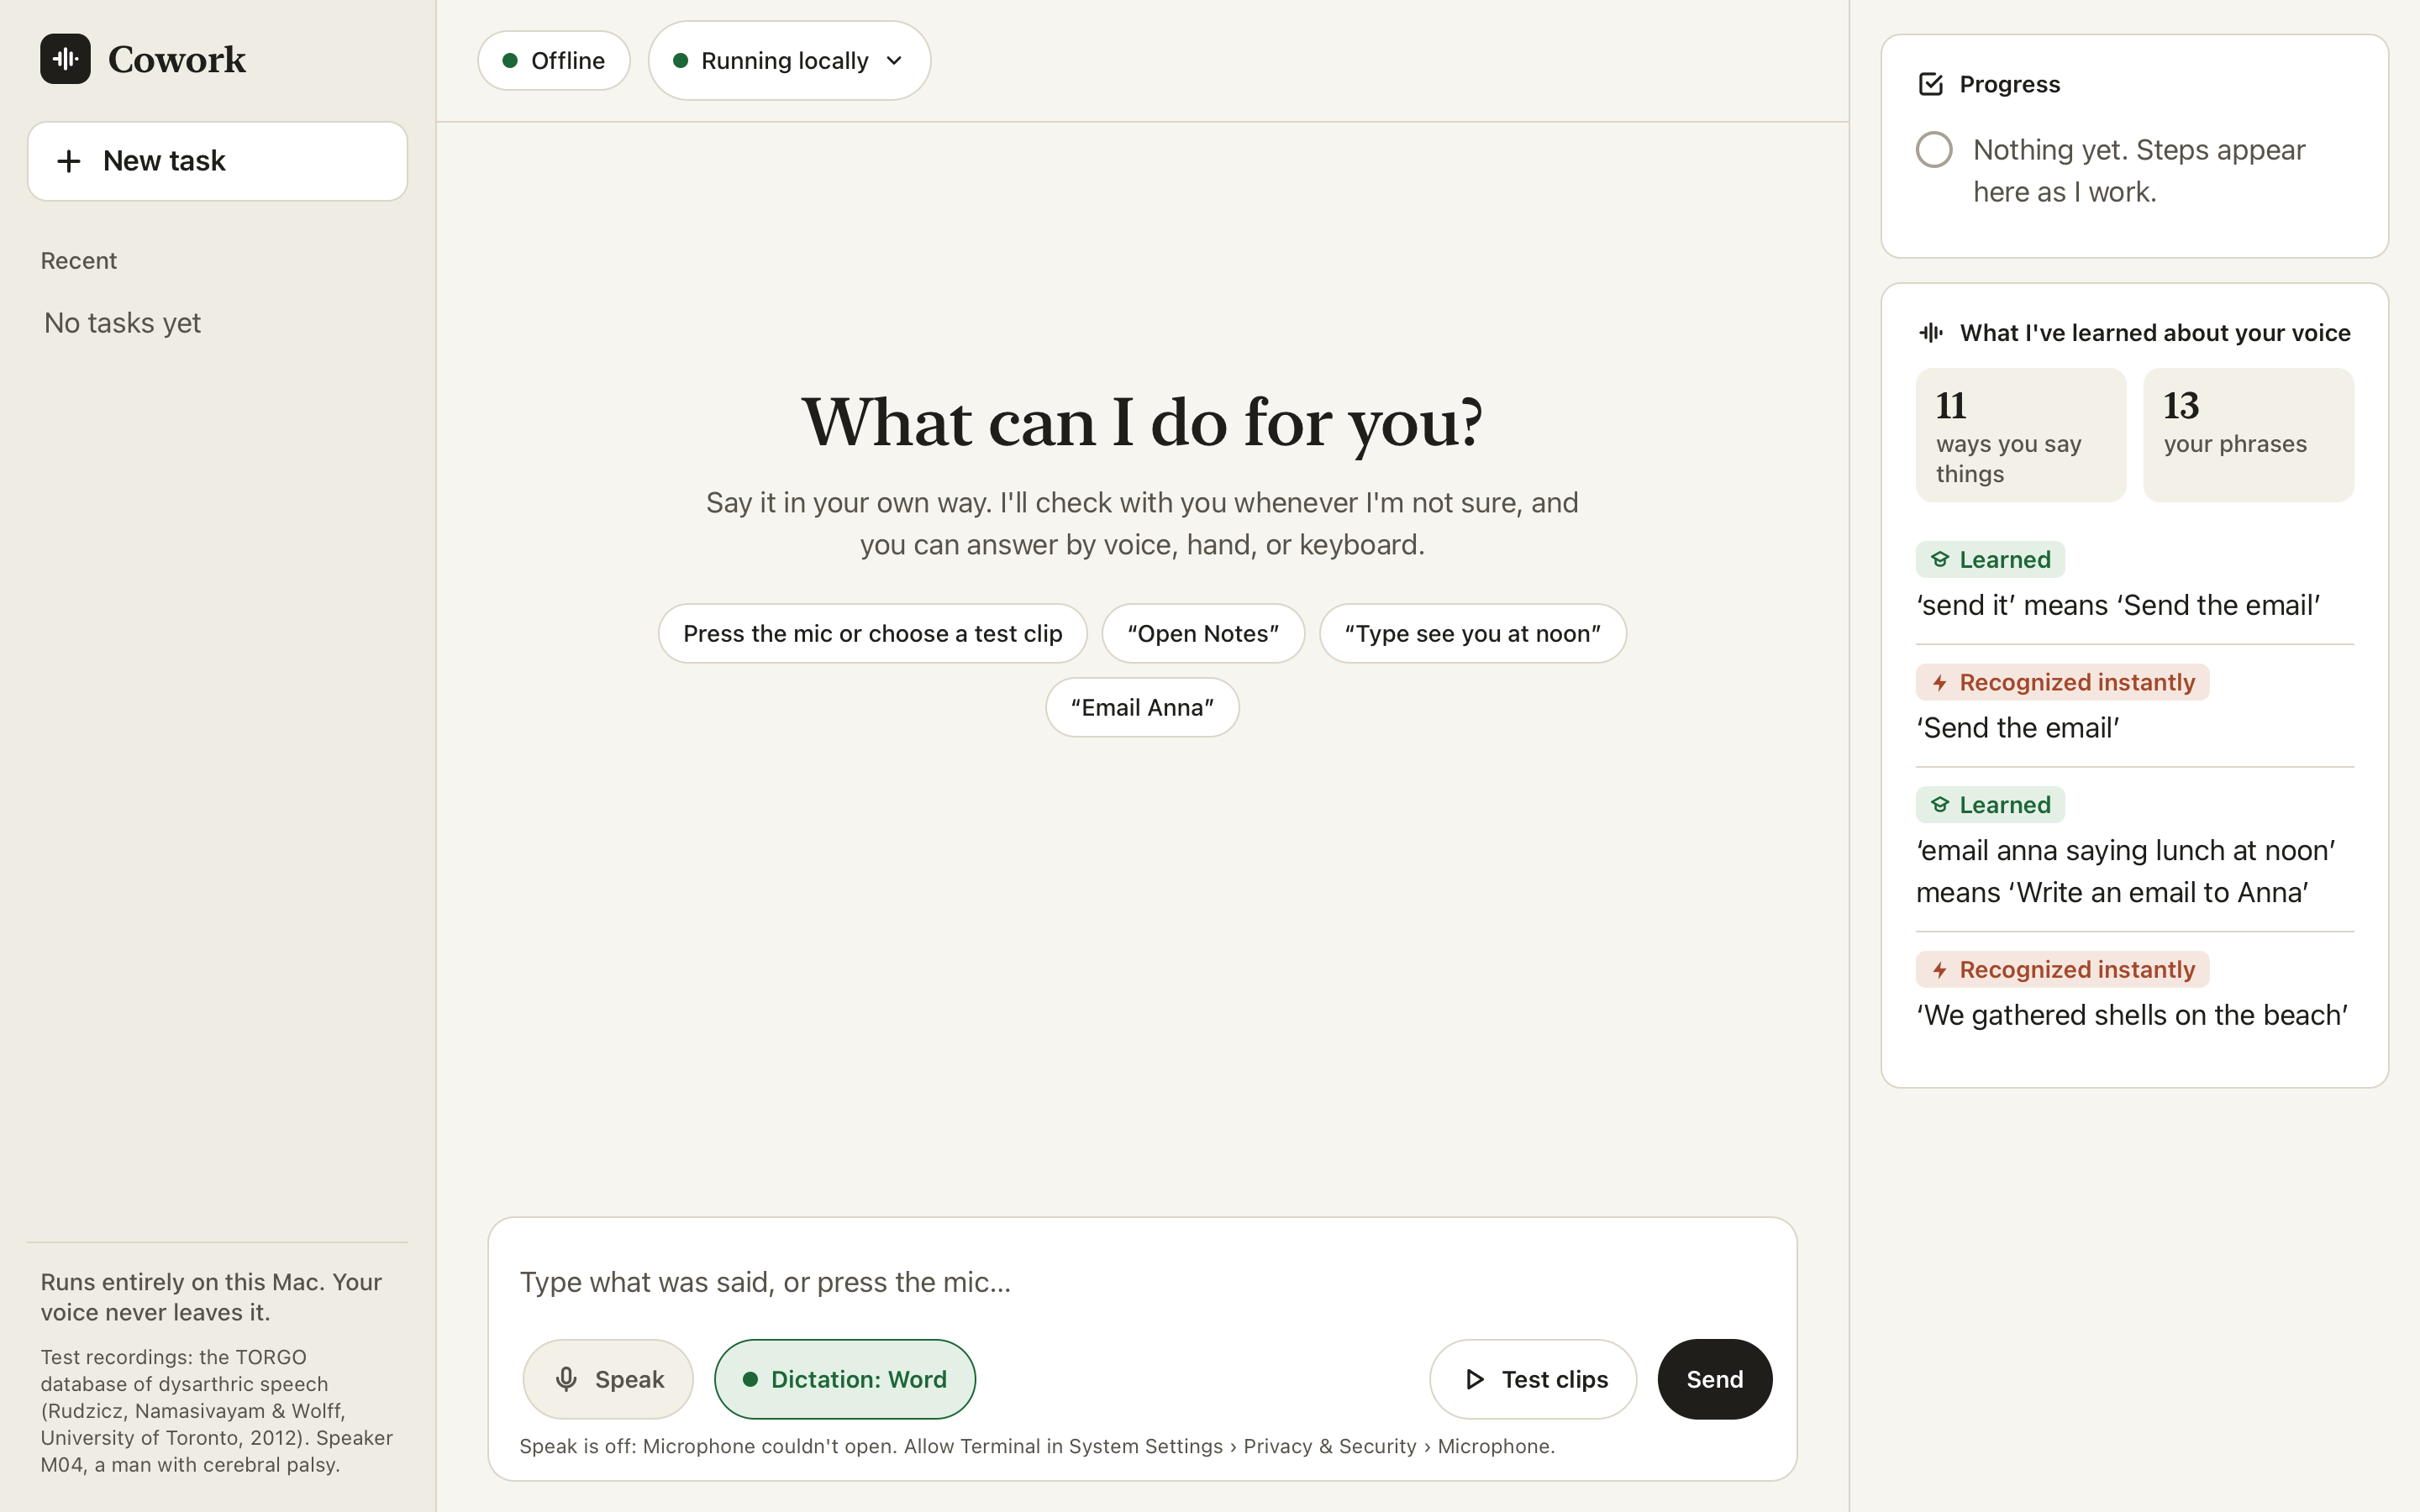 Cowork
New task
Recent
No tasks yet
Runs entirely on this Mac. Your
voice never leaves it.
Test recordings: the TORGO
database of dysarthric speech
(Rudzicz, Namasivayam & Wolff,
University of Toronto, 2012). Speaker
M04, a man with cerebral palsy.
Offline
Running locally
What can I do for you?
Say it in your own way. I'll check with you whenever I'm not sure, and
you can answer by voice, hand, or keyboard.
Press the mic or choose a test clip
“Open Notes”
“Type see you at noon”
“Email Anna”
Type what was said, or press the mic...
Speak
Dictation: Word
Test clips
Send
Speak is off: Microphone couldn't open. Allow Terminal in System Settings › Privacy & Security › Microphone.
Progress
Nothing yet. Steps appear
here as I work.
What I've learned about your voice
11
ways you say
things
13
your phrases
Learned
‘send it’ means ‘Send the email’
Recognized instantly
‘Send the email’
Learned
‘email anna saying lunch at noon’
means ‘Write an email to Anna’
Recognized instantly
‘We gathered shells on the beach’